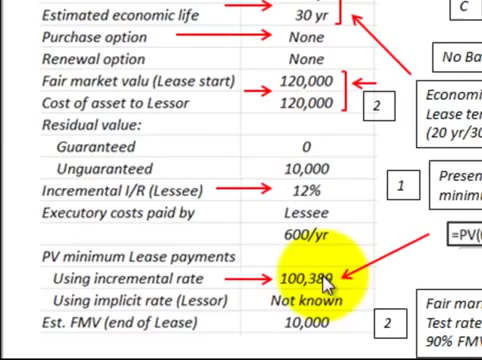 C
Estimated economic life 30 yr
Purchase option None
Renewal option None
No Ba
Fair market valu (Lease start) 120,000
Cost of asset to Lessor 120,000
2
Economi
Lease ter
(20 yr/30
Residual value:
Guaranteed 0
Unguaranteed 10,000
Incremental I/R (Lessee) 12%
1
Presen
minim
Executory costs paid by Lessee
600/yr
=PV(
PV minimum Lease payments
Using incremental rate 100,389
Using implicit rate (Lessor) Not known
Est. FMV (end of Lease) 10,000
2
Fair mar
Test rate
90% FMV